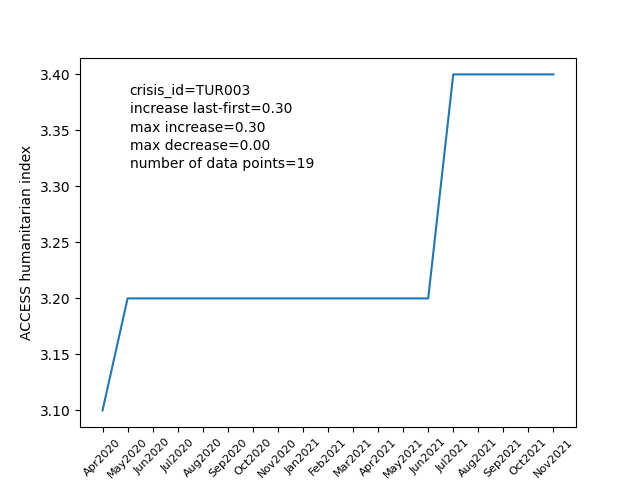 crisis_id=TUR003
increase last-first=0.30
max increase=0.30
max decrease=0.00
number of data points=19
ACCESS humanitarian index
3.40
3.35
3.30
3.25
3.20
3.15
3.10
Apr2020
May2020
Jun2020
Jul2020
Aug2020
Sep2020
Oct2020
Nov2020
Jan2021
Feb2021
Mar2021
Apr2021
May2021
Jun2021
Jul2021
Aug2021
Sep2021
Oct2021
Nov2021